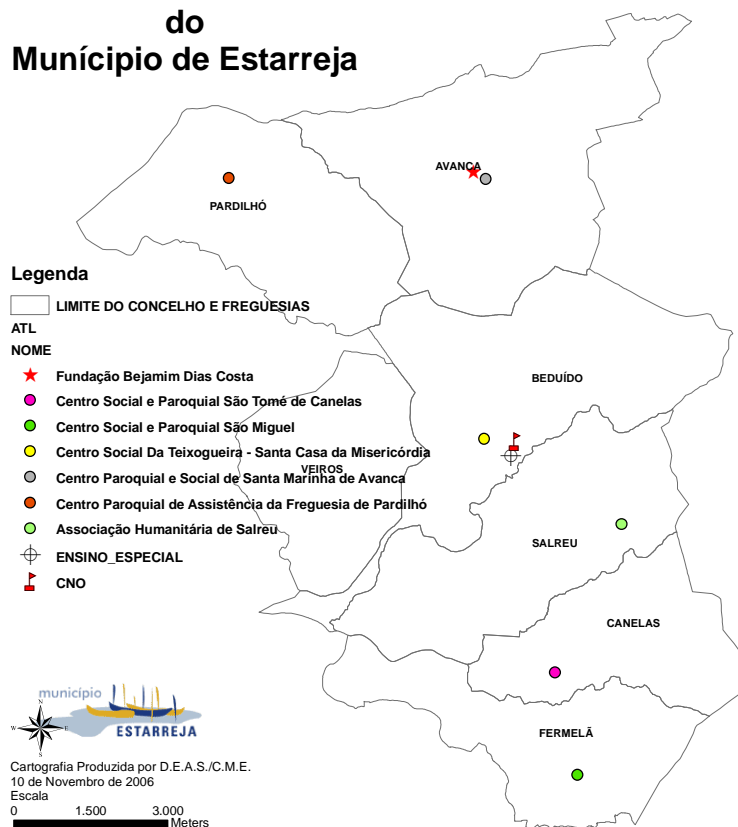 do
Munícipio de Estarreja
AVANCA
PARDILHÓ
Legenda
LIMITE DO CONCELHO E FREGUESIAS
ATL
NOME
Fundação Bejamim Dias Costa
Centro Social e Paroquial São Tomé de Canelas
Centro Social e Paroquial São Miguel
Centro Social Da Teixogueira - Santa Casa da Misericórdia
Centro Paroquial e Social de Santa Marinha de Avanca
Centro Paroquial de Assistência da Freguesia de Pardilhó
Associação Humanitária de Salreu
ENSINO_ESPECIAL
CNO
BEDUÍDO
VEIROS
SALREU
CANELAS
FERMELÃ
município
ESTARREJA
N
W
E
S
Cartografia Produzida por D.E.A.S./C.M.E.
10 de Novembro de 2006
Escala
0 1.500 3.000
Meters